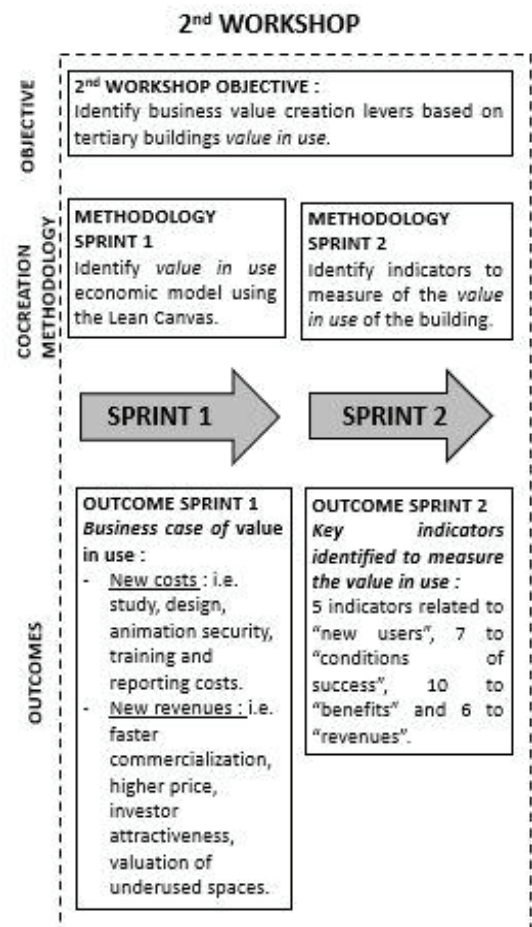 2nd WORKSHOP
OBJECTIVE
2nd WORKSHOP OBJECTIVE :
Identify business value creation levers based on
tertiary buildings value in use.
COCREATION
METHODOLOGY
METHODOLOGY
SPRINT 1
Identify value in use
economic model using
the Lean Canvas.
METHODOLOGY
SPRINT 2
Identify indicators to
measure of the value
in use of the building.
SPRINT 1
SPRINT 2
OUTCOMES
OUTCOME SPRINT 1
Business case of value
in use :
- New costs : i.e.
study, design,
animation security,
training and
reporting costs.
- New revenues : i.e.
faster
commercialization,
higher price,
investor
attractiveness,
valuation of
underused spaces.
OUTCOME SPRINT 2
Key indicators
identified to measure
the value in use :
5 indicators related to
“new users”, 7 to
“conditions of
success”, 10 to
“benefits” and 6 to
“revenues”.